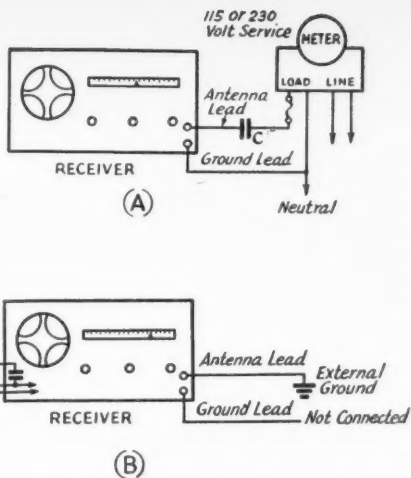 115 or 230
Volt Service
METER
LOAD LINE
Antenna
Lead
C
Ground Lead
RECEIVER
Neutral
(A)
Antenna Lead
External
Ground
Ground Lead
Not Connected
RECEIVER
(B)